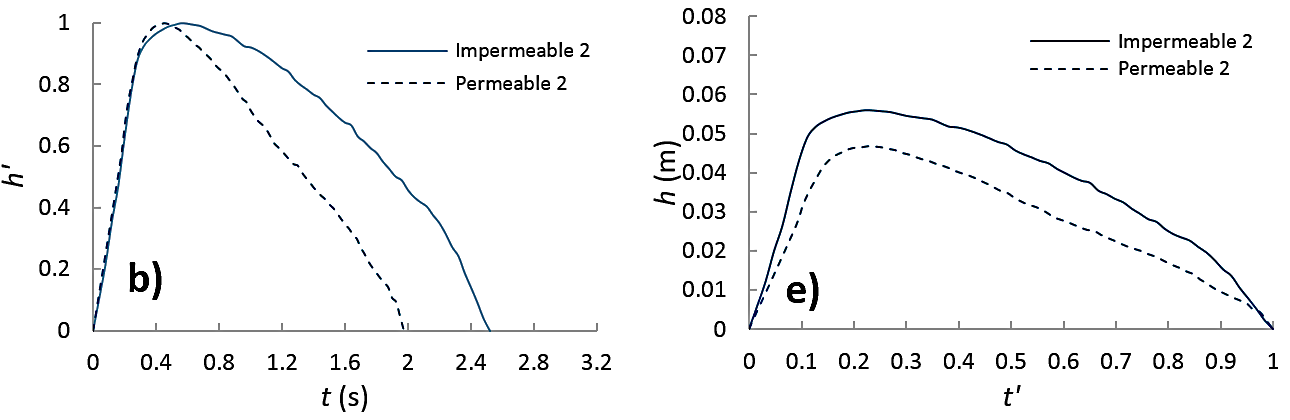 1
0.8
0.6
0.4
0.2
0
h'
Impermeable 2
Permeable 2
b)
0 0.4 0.8 1.2 1.6 2 2.4 2.8 3.2
t (s)
0.08
0.07
0.06
0.05
0.04
0.03
0.02
0.01
0
h (m)
Impermeable 2
Permeable 2
e)
0 0.1 0.2 0.3 0.4 0.5 0.6 0.7 0.8 0.9 1
t'